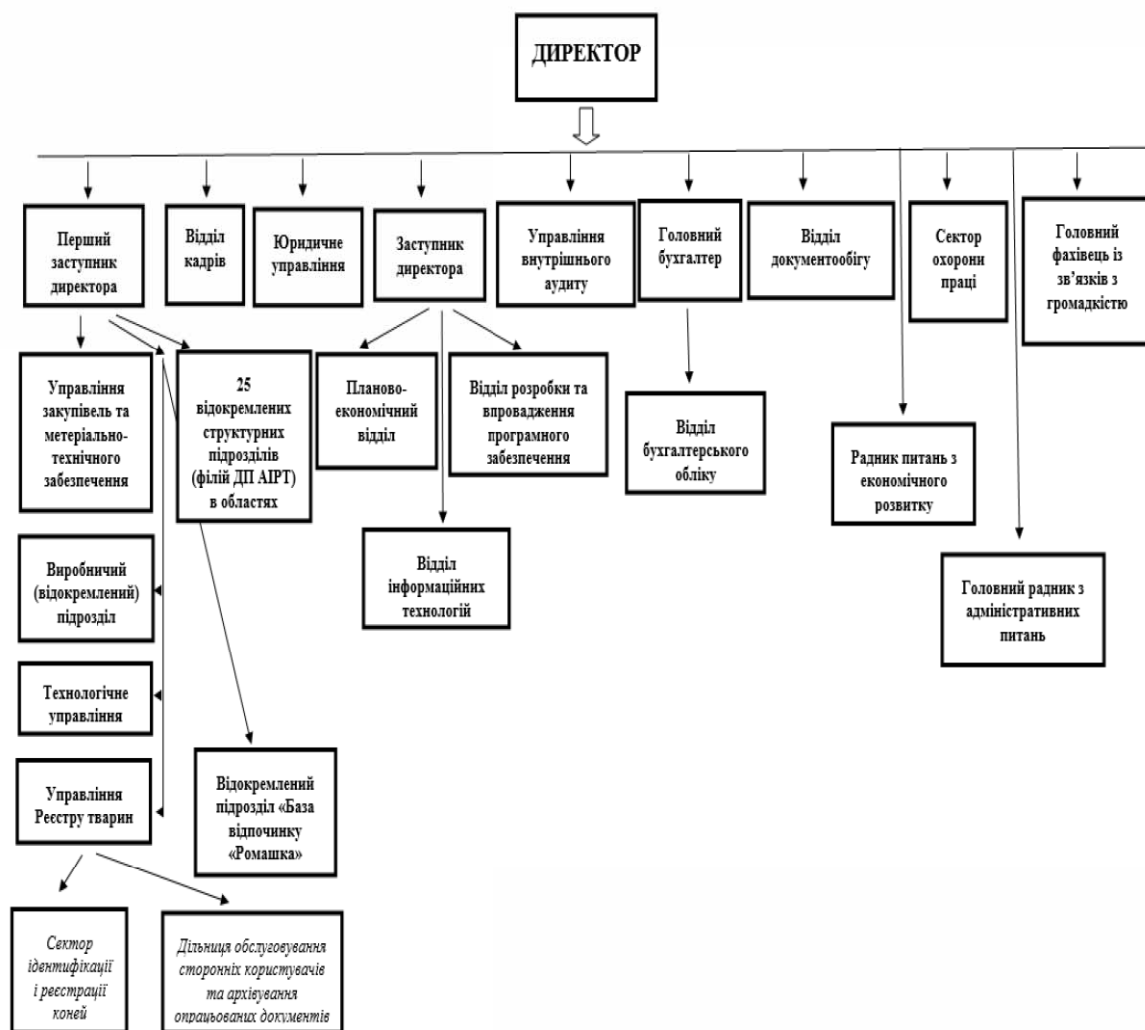 ДИРЕКТОР
Перший
заступник
директора
Відділ
кадрів
Юридичне
управління
Заступник
директора
Управління
внутрішнього
аудиту
Головний
бухгалтер
Відділ
документообігу
Сектор
охорони
праці
Головний
фахівець із
зв’язків з
громадкістю
Управління
закупівель та
метеріально-
технічного
забезпечення
25
відокремлених
структурних
підрозділів
(філій ДП АІРТ)
в областях
Планово-
економічний
відділ
Відділ розробки та
впровадження
програмного
забезпечення
Відділ
бухгалтерського
обліку
Радник питань з
економічного
розвитку
Виробничий
(відокремлений)
підрозділ
Відділ
інформаційних
технологій
Головний радник з
адміністративних
питань
Технологічне
управління
Управління
Реєстру тварин
Відокремлений
підрозділ «База
відпочинку
«Ромашка»
Сектор
ідентифікації
і реєстрації
коней
Дільниця обслуговування
сторонніх користувачів
та архівування
опрацьованих документів